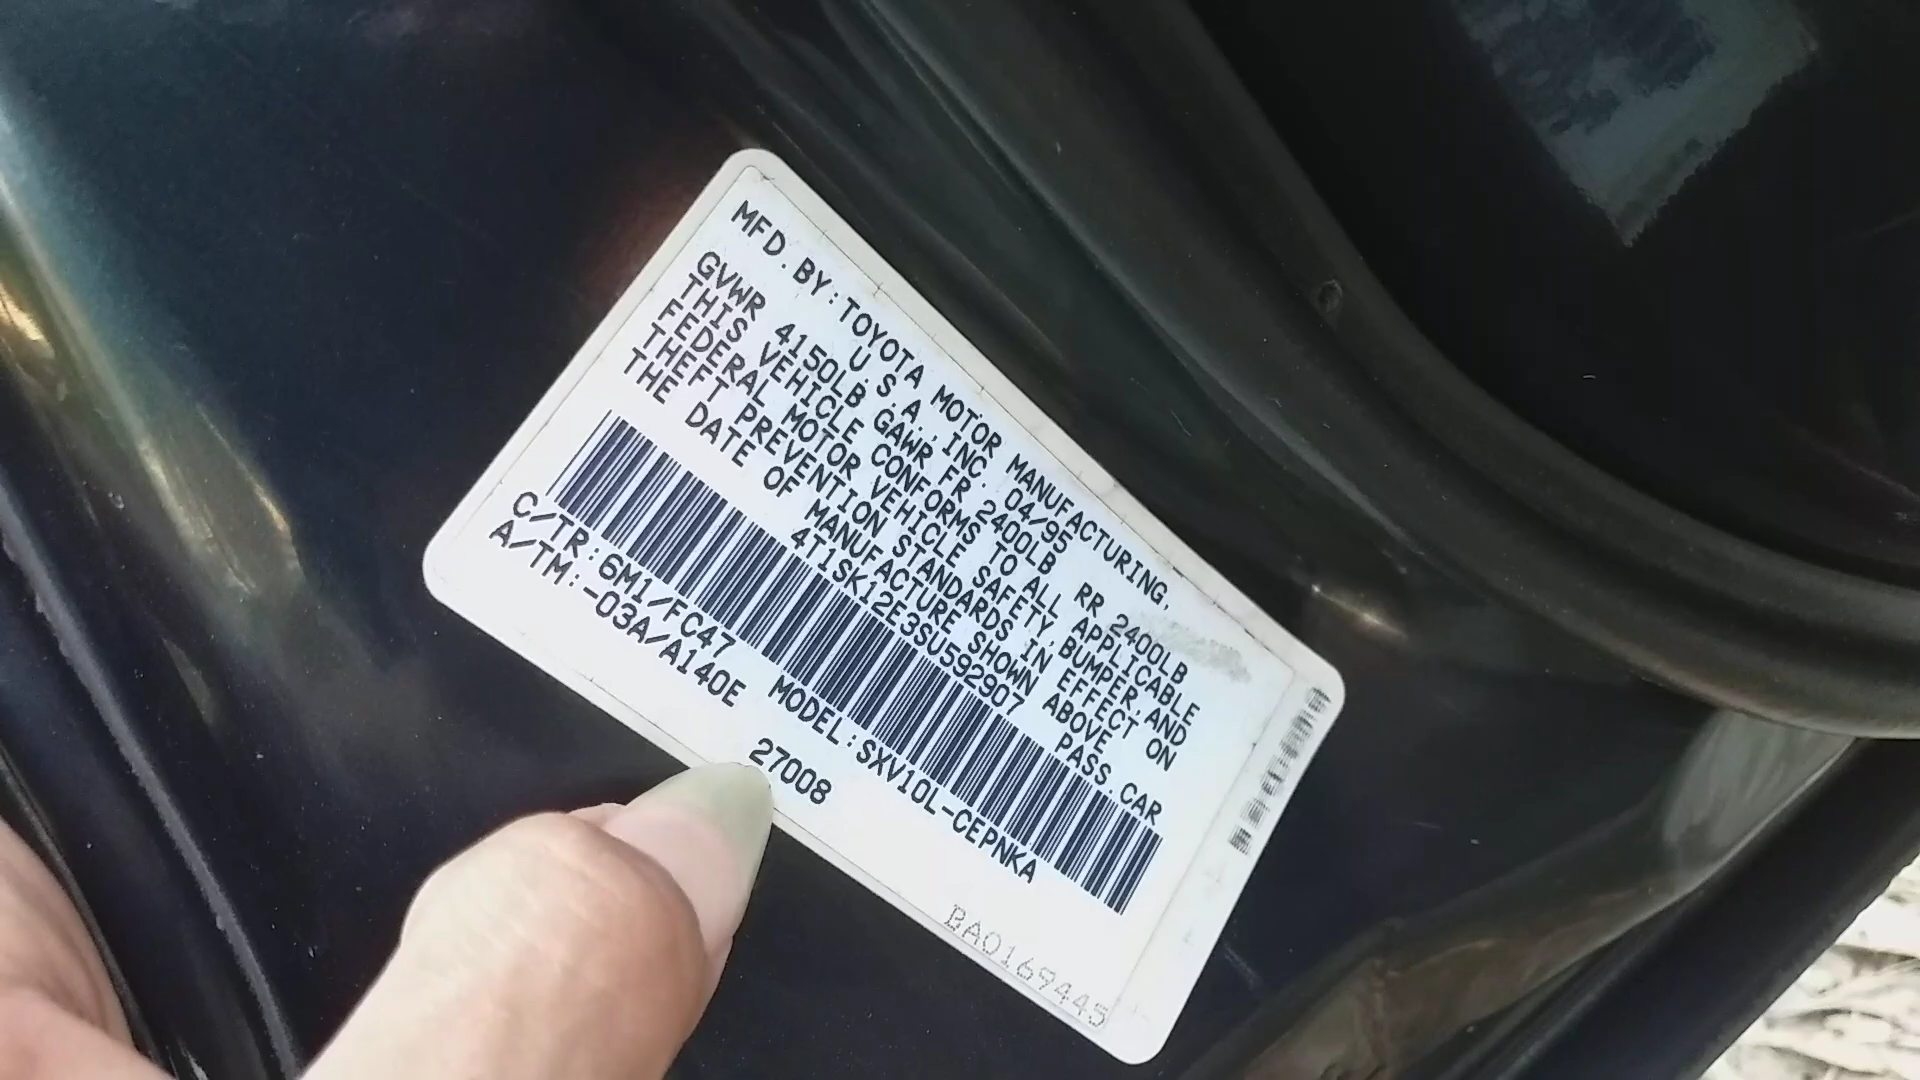 MFD. BY: TOYOTA MOTOR MANUFACTURING,
U.S.A., INC. 04/95
GVWR 4150LB GAWR FR 2400LB RR 2400LB
THIS VEHICLE CONFORMS TO ALL APPLICABLE
FEDERAL MOTOR VEHICLE SAFETY, BUMPER AND
THEFT PREVENTION STANDARDS IN EFFECT ON
THE DATE OF MANUFACTURE SHOWN ABOVE
4T1SK12E3SU592907 PASS.CAR
C/TR:6M1/FC47 MODEL:SXV10L-CEPNKA
A/TM:-03A/A140E
27008
BA0169445